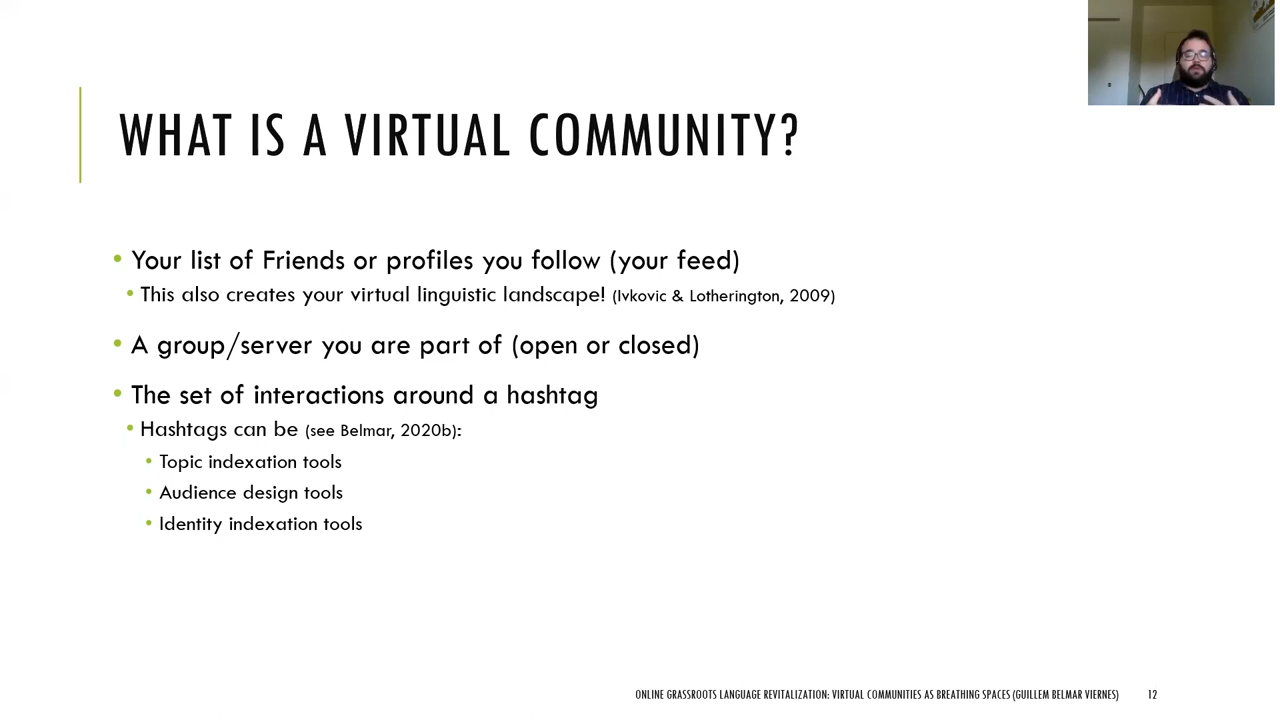 WHAT IS A VIRTUAL COMMUNITY?
• Your list of Friends or profiles you follow (your feed)
• This also creates your virtual linguistic landscape! (Ivkovic & Lotherington, 2009)
• A group/server you are part of (open or closed)
• The set of interactions around a hashtag
• Hashtags can be (see Belmar, 2020b):
• Topic indexation tools
• Audience design tools
• Identity indexation tools
ONLINE GRASSROOTS LANGUAGE REVITALIZATION: VIRTUAL COMMUNITIES AS BREATHING SPACES (GUILLEM BELMAR VIERNES) 12